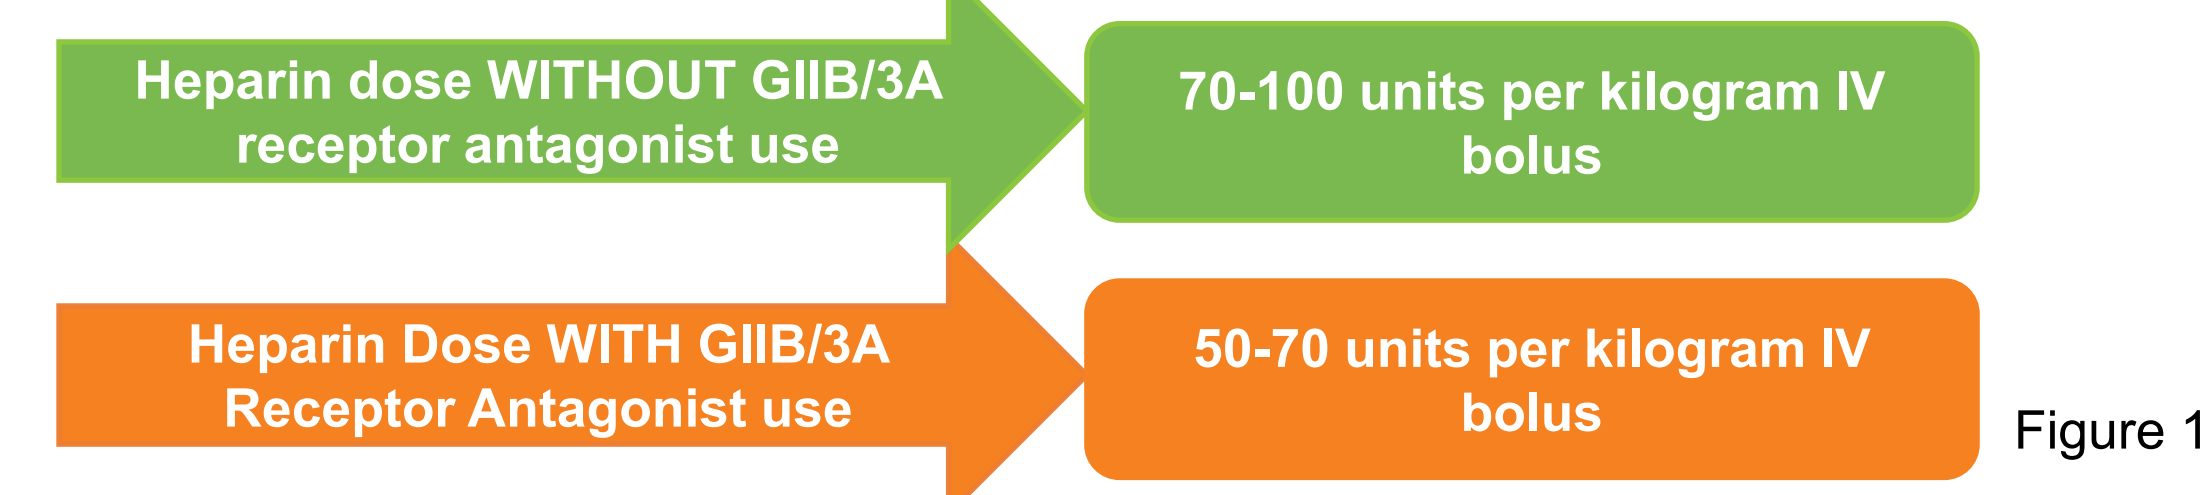 Heparin dose WITHOUT GIIB/3A
receptor antagonist use
70-100 units per kilogram IV
bolus
Heparin Dose WITH GIIB/3A
Receptor Antagonist use
50-70 units per kilogram IV
bolus
Figure 1